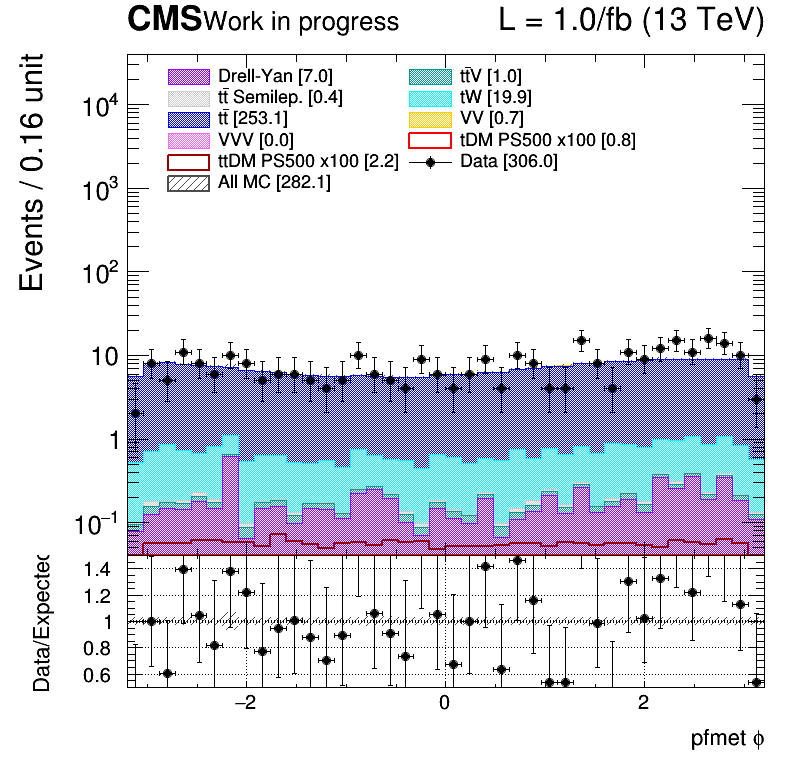 CMS Work in progress L = 1.0/fb (13 TeV)
Events / 0.16 unit
Drell-Yan [7.0] tt̄V [1.0]
tt̄ Semilep. [0.4] tW [19.9]
tt̄ [253.1] VV [0.7]
VVV [0.0] tDM PS500 x100 [0.8]
ttDM PS500 x100 [2.2] Data [306.0]
All MC [282.1]
10⁴
10³
10²
10
1
10⁻¹
Data/Expected
1.4
1.2
1
0.8
0.6
−2 0 2
pfmet ϕ